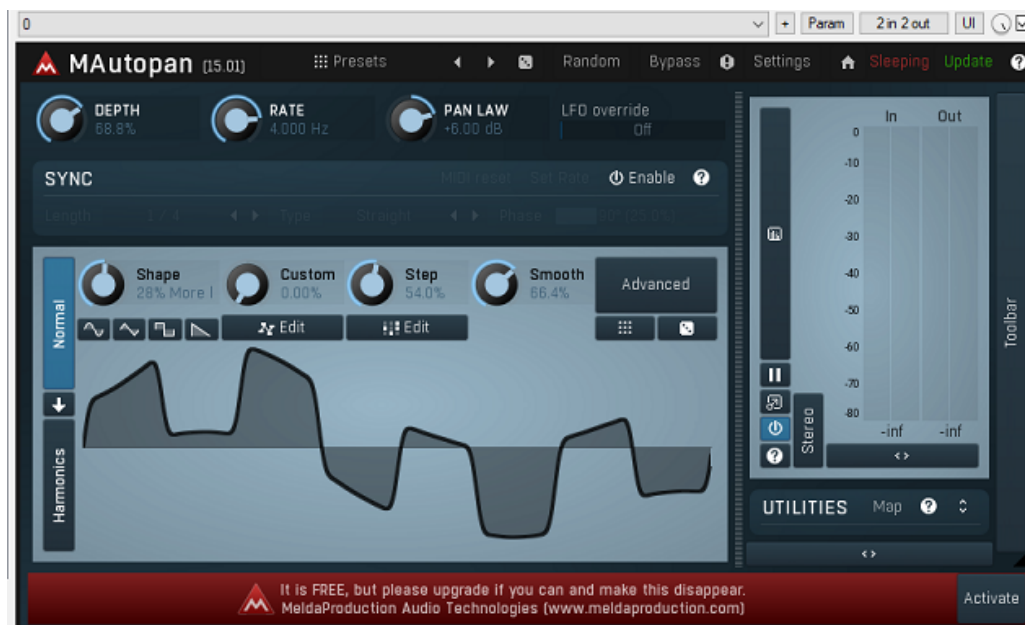 0 + Param 2 in 2 out UI
MAutopan (15.01) Presets Random Bypass Settings Sleeping Update ?
DEPTH
68.8%
RATE
4.000 Hz
PAN LAW
+6.00 dB
LFO override
Off
SYNC MIDI reset Set Rate Enable ?
Length 1 / 4 Type Straight Phase 90° (25.0%)
Normal
Harmonics
Shape
28% More l
Custom
0.00%
Step
54.0%
Smooth
66.4%
Advanced
Edit Edit
In Out
0
-10
-20
-30
-40
-50
-60
-70
-80
-inf -inf
Stereo
?
UTILITIES Map ?
Toolbar
It is FREE, but please upgrade if you can and make this disappear.
MeldaProduction Audio Technologies (www.meldaproduction.com)
Activate